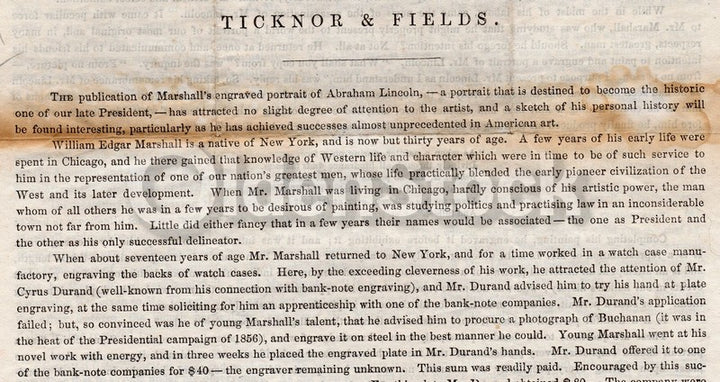 TICKNOR & FIELDS.
THE publication of Marshall's engraved portrait of Abraham Lincoln, — a portrait that is destined to become the historic
one of our late President, — has attracted no slight degree of attention to the artist, and a sketch of his personal history will
be found interesting, particularly as he has achieved successes almost unprecedented in American art.
William Edgar Marshall is a native of New York, and is now but thirty years of age. A few years of his early life were
spent in Chicago, and he there gained that knowledge of Western life and character which were in time to be of such service to
him in the representation of one of our nation's greatest men, whose life practically blended the early pioneer civilization of the
West and its later development. When Mr. Marshall was living in Chicago, hardly conscious of his artistic power, the man
whom of all others he was in a few years to be desirous of painting, was studying politics and practising law in an inconsiderable
town not far from him. Little did either fancy that in a few years their names would be associated — the one as President and
the other as his only successful delineator.
When about seventeen years of age Mr. Marshall returned to New York, and for a time worked in a watch case manu-
factory, engraving the backs of watch cases. Here, by the exceeding cleverness of his work, he attracted the attention of Mr.
Cyrus Durand (well-known from his connection with bank-note engraving), and Mr. Durand advised him to try his hand at plate
engraving, at the same time soliciting for him an apprenticeship with one of the bank-note companies. Mr. Durand's application
failed; but, so convinced was he of young Marshall's talent, that he advised him to procure a photograph of Buchanan (it was in
the heat of the Presidential campaign of 1856), and engrave it on steel in the best manner he could. Young Marshall went at his
novel work with energy, and in three weeks he placed the engraved plate in Mr. Durand's hands. Mr. Durand offered it to one
of the bank-note companies for $40 — the engraver remaining unknown. This sum was readily paid. Encouraged by this suc-